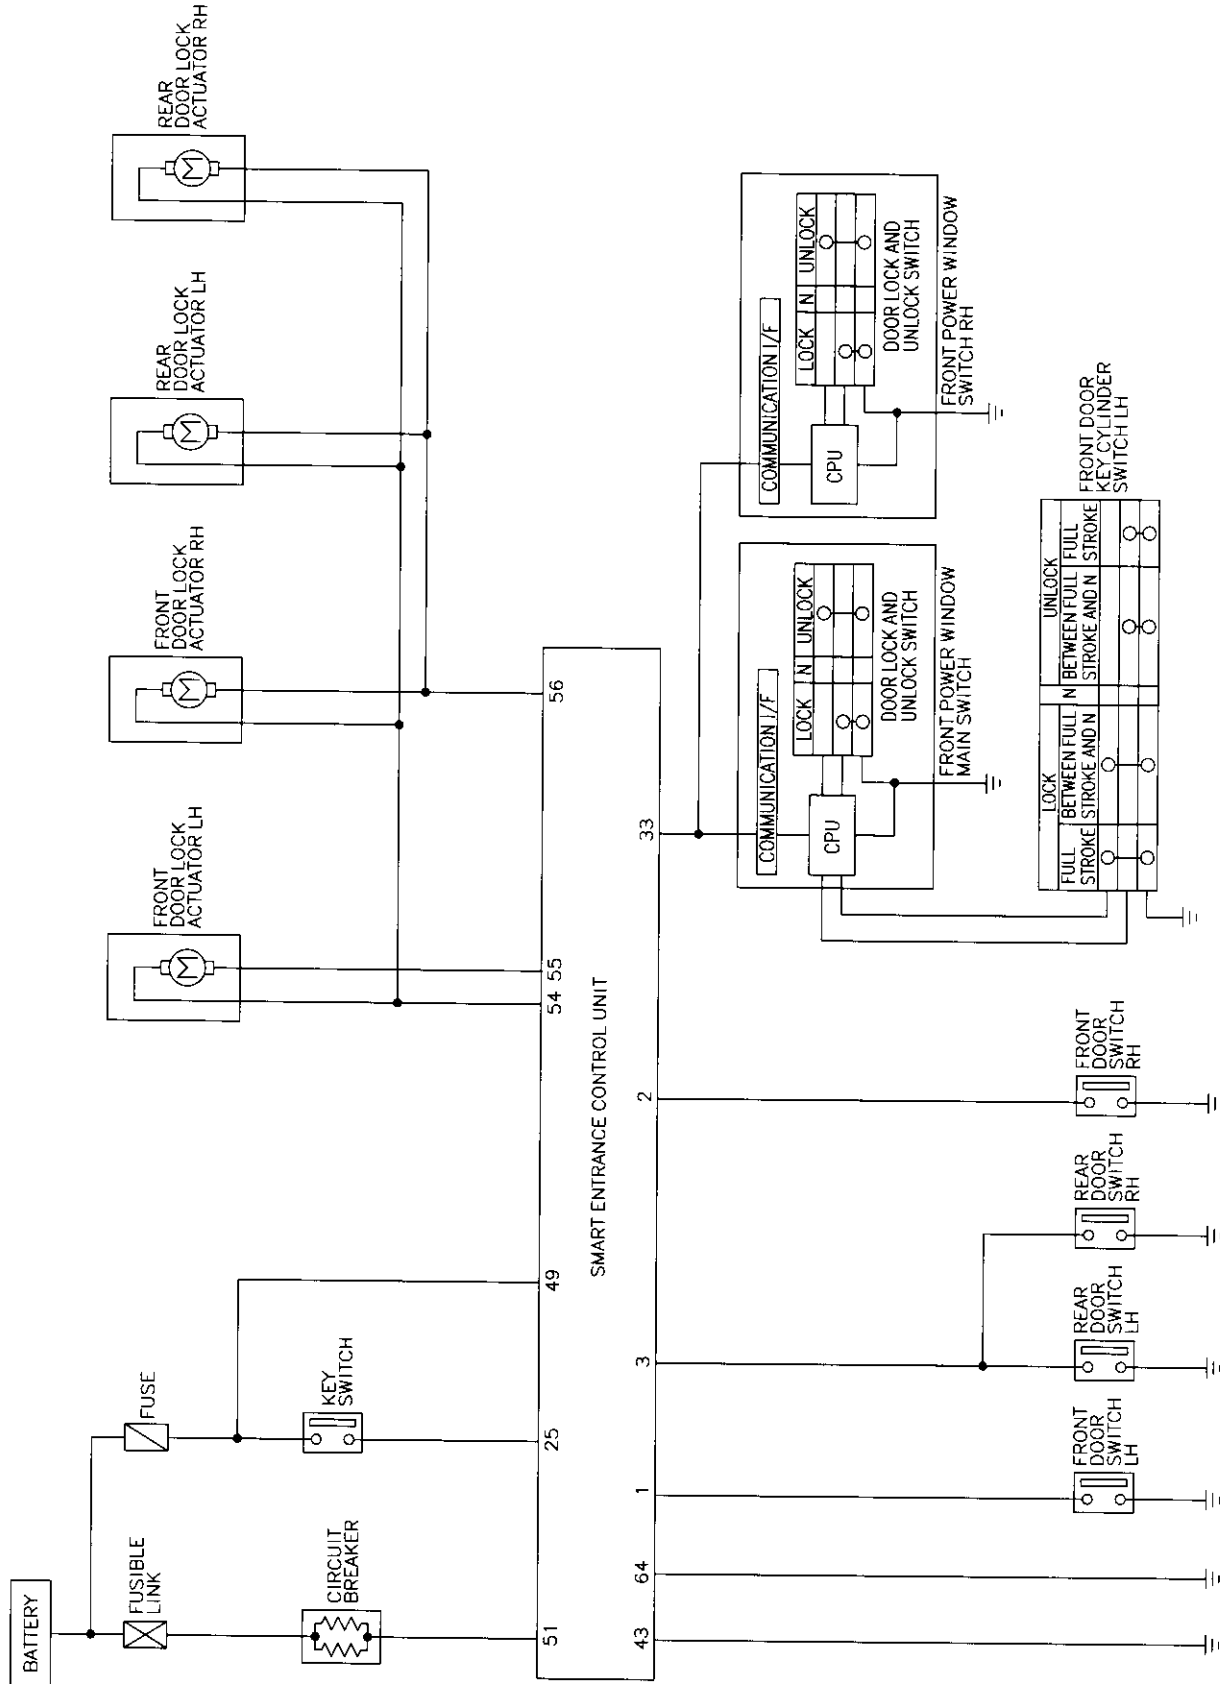 BATTERY
FUSIBLE
LINK
FUSE
CIRCUIT
BREAKER
KEY
SWITCH
FRONT
DOOR LOCK
ACTUATOR LH
FRONT
DOOR LOCK
ACTUATOR RH
REAR
DOOR LOCK
ACTUATOR LH
REAR
DOOR LOCK
ACTUATOR RH
M
M
M
M
51
25
49
54
55
56
SMART ENTRANCE CONTROL UNIT
43
64
1
3
2
33
COMMUNICATION I/F
CPU
LOCK
N
UNLOCK
DOOR LOCK AND
UNLOCK SWITCH
FRONT POWER WINDOW
MAIN SWITCH
COMMUNICATION I/F
CPU
LOCK
N
UNLOCK
DOOR LOCK AND
UNLOCK SWITCH
FRONT POWER WINDOW
SWITCH RH
FRONT
DOOR
SWITCH
LH
REAR
DOOR
SWITCH
LH
REAR
DOOR
SWITCH
RH
FRONT
DOOR
SWITCH
RH
LOCK
N
UNLOCK
FULL
STROKE
BETWEEN FULL
STROKE AND N
BETWEEN FULL
STROKE AND N
FULL
STROKE
FRONT DOOR
KEY CYLINDER
SWITCH LH